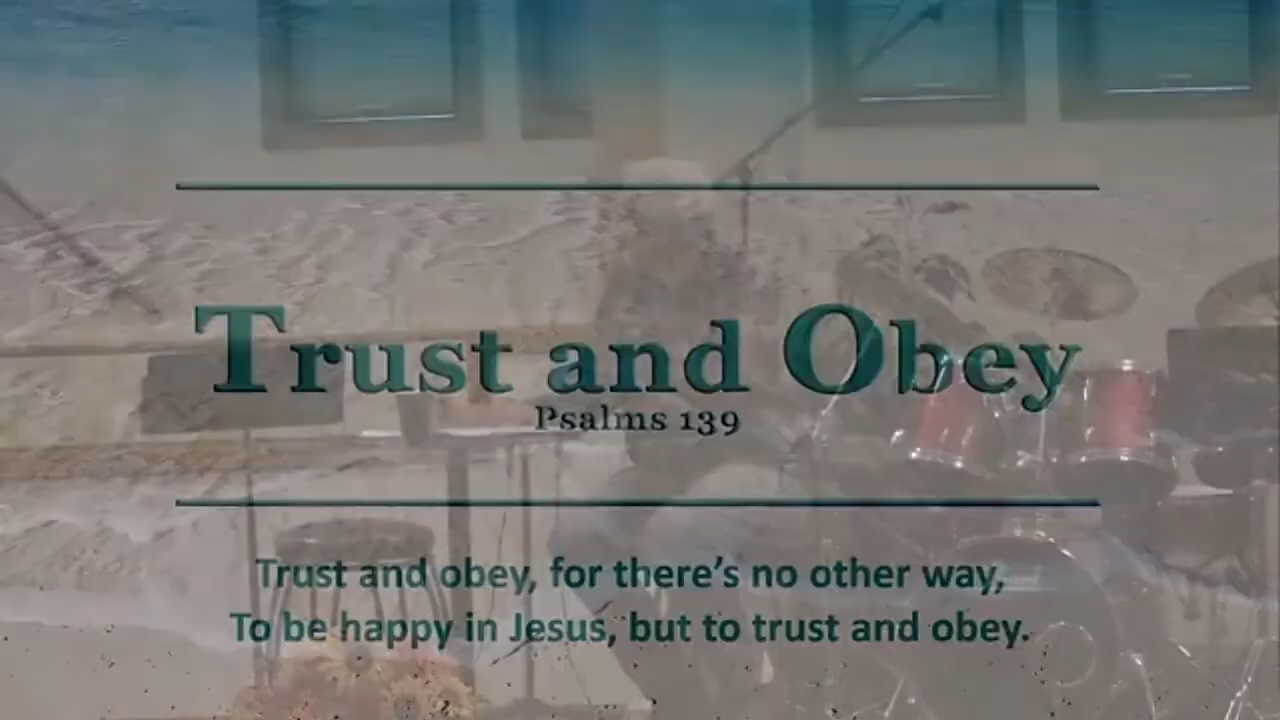 Trust and Obey
Psalms 139
Trust and obey, for there's no other way,
To be happy in Jesus, but to trust and obey.